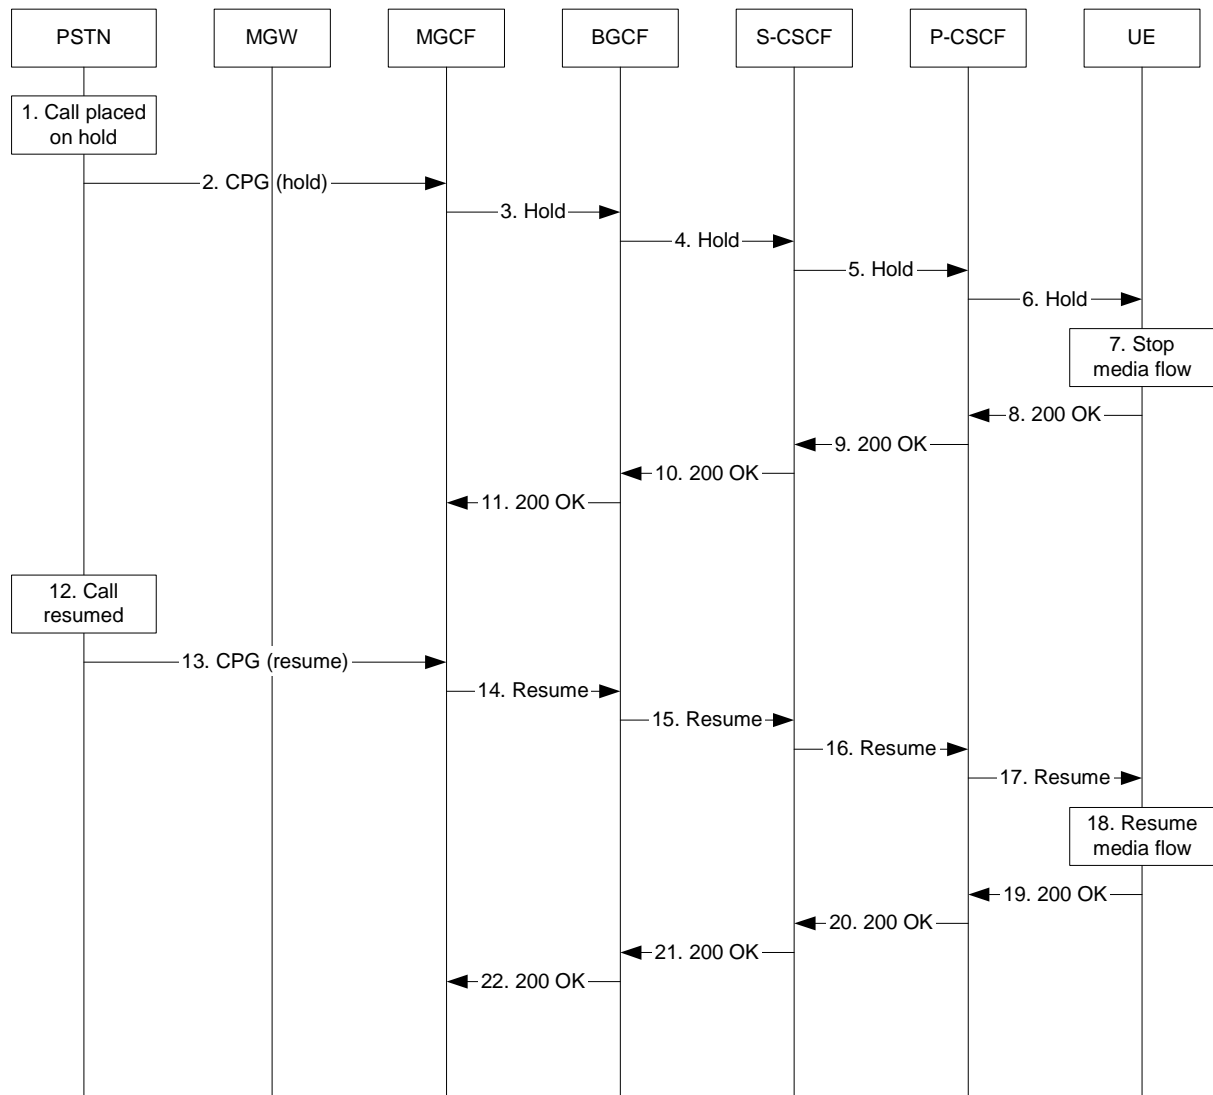 PSTN
MGW
MGCF
BGCF
S-CSCF
P-CSCF
UE
1. Call placed
on hold
2. CPG (hold)
3. Hold
4. Hold
5. Hold
6. Hold
7. Stop
media flow
8. 200 OK
9. 200 OK
10. 200 OK
11. 200 OK
12. Call
resumed
13. CPG (resume)
14. Resume
15. Resume
16. Resume
17. Resume
18. Resume
media flow
19. 200 OK
20. 200 OK
21. 200 OK
22. 200 OK